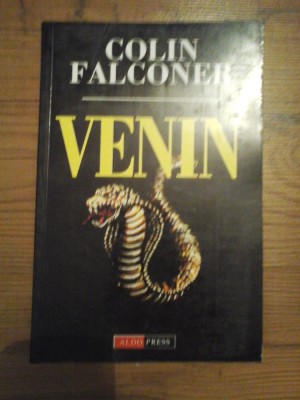 COLIN
FALCONER
VENIN
ALDO PRESS